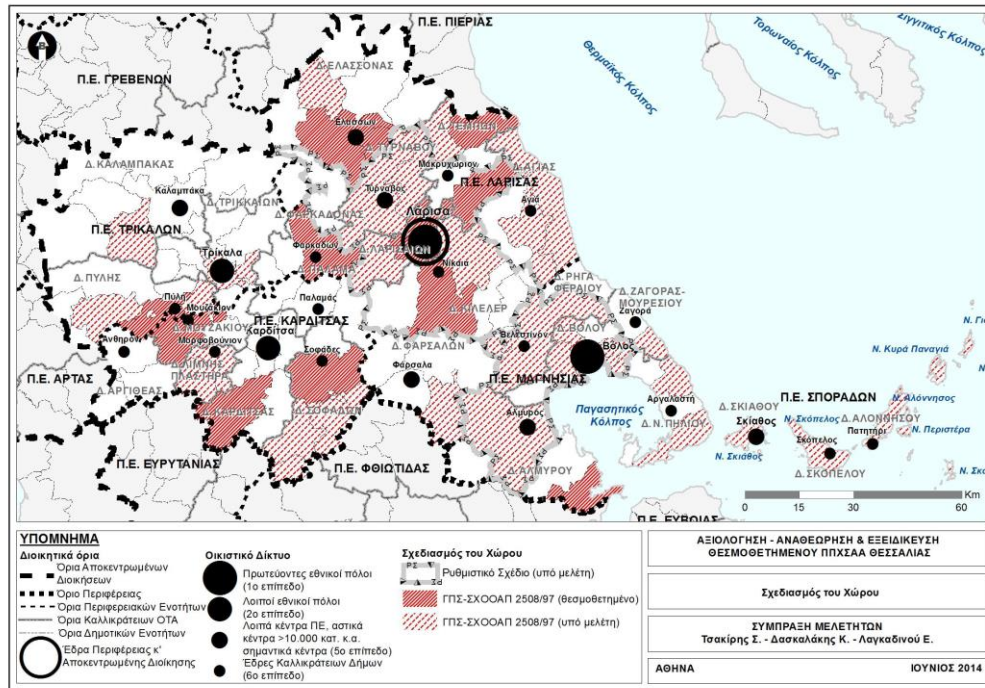 Σιγγιτικός Κόλπος
Τορωναίος Κόλπος
Θερμαϊκός Κόλπος
Π.Ε. ΠΙΕΡΙΑΣ
Π.Ε. ΓΡΕΒΕΝΩΝ
Δ.ΕΛΑΣΣΟΝΑΣ
Ελασσών
Δ.ΤΕΜΠΩΝ
Δ.ΤΥΡΝΑΒΟΥ
Μακρυχώριον
Δ.ΑΓΙΑΣ
Π.Ε. ΛΑΡΙΣΑΣ
Δ.ΚΑΛΑΜΠΑΚΑΣ
Καλαμπάκα
Δ.ΤΡΙΚΚΑΙΩΝ
Τύρναβος
Αγιά
Π.Ε. ΤΡΙΚΑΛΩΝ
Δ.ΦΑΡΚΑΔΟΝΑΣ
Λάρισα
Φαρκαδών
Δ.ΛΑΡΙΣΑΙΩΝ
Τρίκαλα
Νίκαια
Δ.ΠΑΛΑΜΑ
Δ.ΠΥΛΗΣ
Πύλη
Μουζάκιον
Παλαμάς
Δ.ΚΙΛΕΛΕΡ
Δ.ΡΗΓΑ
ΦΕΡΑΙΟΥ
Δ.ΖΑΓΟΡΑΣ-
ΜΟΥΡΕΣΙΟΥ
Ζαγορά
Δ.ΜΟΥΖΑΚΙΟΥ
Π.Ε. ΚΑΡΔΙΤΣΑΣ
Καρδίτσα
Ανθηρόν
Μορφοβούνιον
Σοφάδες
Δ.ΦΑΡΣΑΛΩΝ
Βελεστίνον
Δ.ΒΟΛΟΥ
Βόλος
Π.Ε. ΑΡΤΑΣ
Δ.ΛΙΜΝΗΣ
ΠΛΑΣΤΗΡΑ
Φάρσαλα
Π.Ε. ΜΑΓΝΗΣΙΑΣ
Δ.ΑΡΓΙΘΕΑΣ
Δ.ΚΑΡΔΙΤΣΑΣ
Δ.ΣΟΦΑΔΩΝ
Αλμυρός
Παγασητικός
Κόλπος
Αργαλαστή
Δ.Ν.ΠΗΛΙΟΥ
Δ.ΣΚΙΑΘΟΥ
Σκίαθος
Ν. Σκιάθος
Π.Ε. ΣΠΟΡΑΔΩΝ
Ν. Κυρά Παναγιά
Ν. Αλόννησος
Ν. Σκόπελος
Δ.ΑΛΟΝΝΗΣΟΥ
Ν. Περιστέρα
Πατητήρι
Σκόπελος
Δ.ΣΚΟΠΕΛΟΥ
Π.Ε. ΕΥΡΥΤΑΝΙΑΣ
Π.Ε. ΦΘΙΩΤΙΔΑΣ
Δ.ΑΛΜΥΡΟΥ
Π.Ε. ΕΥΒΟΙΑΣ
0 15 30 60
Km
ΥΠΟΜΝΗΜΑ
Διοικητικά όρια
Όρια Αποκεντρωμένων
Διοικήσεων
Όριο Περιφέρειας
Όρια Περιφερειακών Ενοτήτων
Όρια Καλλικράτειων ΟΤΑ
Όρια Δημοτικών Ενοτήτων
Έδρα Περιφέρειας κ'
Αποκεντρωμένης Διοίκησης
Οικιστικό Δίκτυο
Πρωτεύοντες εθνικοί πόλοι
(1ο επίπεδο)
Λοιποί εθνικοί πόλοι
(2ο επίπεδο)
Λοιπά κέντρα ΠΕ, αστικά
κέντρα >10.000 κατ. κ.α.
σημαντικά κέντρα (5ο επίπεδο)
Έδρες Καλλικράτειων Δήμων
(6ο επίπεδο)
Σχεδιασμός του Χώρου
Ρυθμιστικό Σχέδιο (υπό μελέτη)
ΓΠΣ-ΣΧΟΟΑΠ 2508/97 (θεσμοθετημένο)
ΓΠΣ-ΣΧΟΟΑΠ 2508/97 (υπό μελέτη)
ΑΞΙΟΛΟΓΗΣΗ - ΑΝΑΘΕΩΡΗΣΗ & ΕΞΕΙΔΙΚΕΥΣΗ
ΘΕΣΜΟΘΕΤΗΜΕΝΟΥ ΠΠΧΣΑΑ ΘΕΣΣΑΛΙΑΣ
Σχεδιασμός του Χώρου
ΣΥΜΠΡΑΞΗ ΜΕΛΕΤΗΤΩΝ
Τσακίρης Σ. - Δασκαλάκης Κ. - Λαγκαδινού Ε.
ΑΘΗΝΑ ΙΟΥΝΙΟΣ 2014